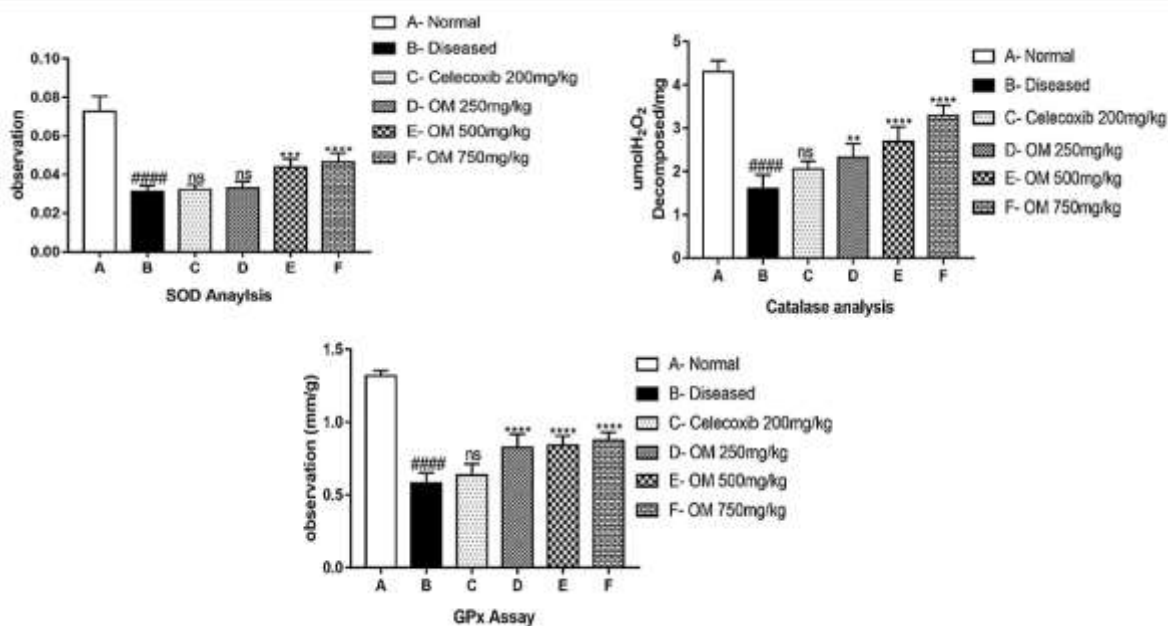 A- Normal
B- Diseased
C- Celecoxib 200mg/kg
D- OM 250mg/kg
E- OM 500mg/kg
F- OM 750mg/kg
observation
0.10
0.08
0.06
0.04
0.02
0.00
####
ns
ns
***
****
A B C D E F
SOD Anaylsis
A- Normal
B- Diseased
C- Celecoxib 200mg/kg
D- OM 250mg/kg
E- OM 500mg/kg
F- OM 750mg/kg
umolH₂O₂
Decomposed/mg
5
4
3
2
1
0
####
ns
**
****
****
A B C D E F
Catalase analysis
A- Normal
B- Diseased
C- Celecoxib 200mg/kg
D- OM 250mg/kg
E- OM 500mg/kg
F- OM 750mg/kg
observation (mm/g)
1.5
1.0
0.5
0.0
####
ns
****
****
****
A B C D E F
GPx Assay